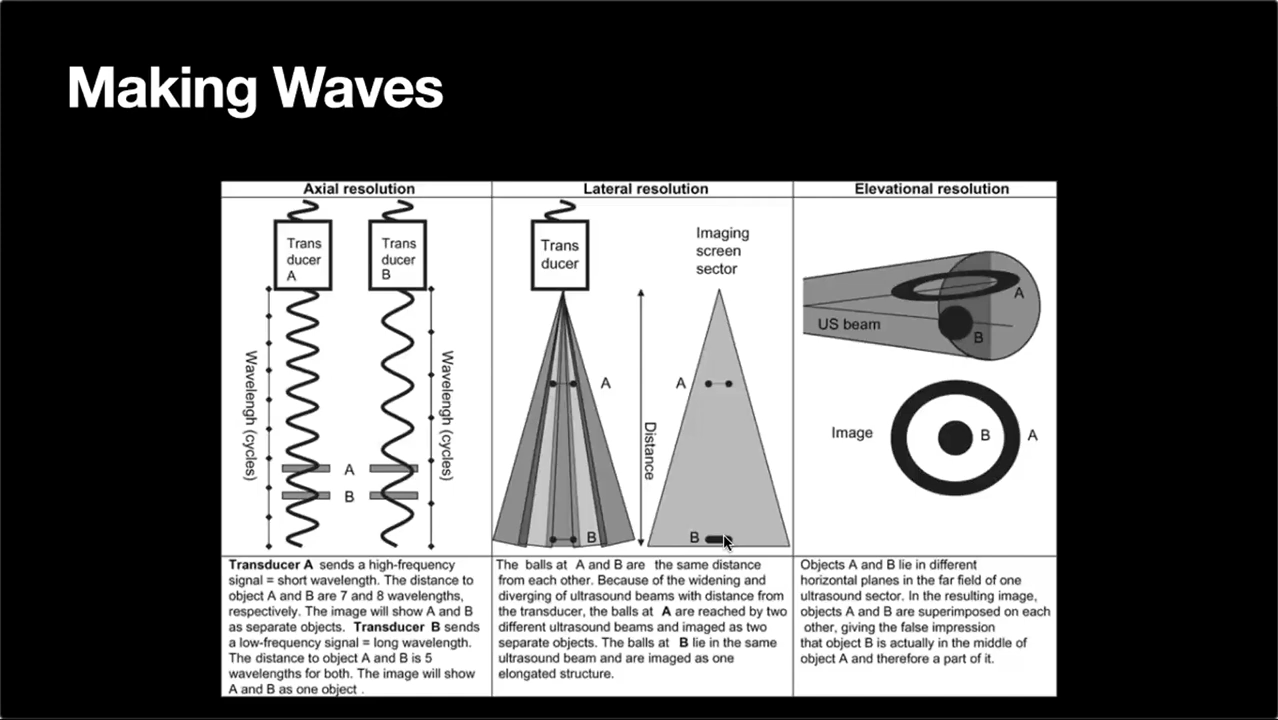 Making Waves
Axial resolution
Lateral resolution
Elevational resolution
Trans
ducer
A
Trans
ducer
B
Wavelengh (cycles)
Wavelengh (cycles)
A
B
Trans
ducer
Imaging
screen
sector
A
A
Distance
B
B
US beam
A
B
Image
B
A
Transducer A sends a high-frequency
signal = short wavelength. The distance to
object A and B are 7 and 8 wavelengths,
respectively. The image will show A and B
as separate objects. Transducer B sends
a low-frequency signal = long wavelength.
The distance to object A and B is 5
wavelengths for both. The image will show
A and B as one object .
The balls at A and B are the same distance
from each other. Because of the widening and
diverging of ultrasound beams with distance from
the transducer, the balls at A are reached by two
different ultrasound beams and imaged as two
separate objects. The balls at B lie in the same
ultrasound beam and are imaged as one
elongated structure.
Objects A and B lie in different
horizontal planes in the far field of one
ultrasound sector. In the resulting image,
objects A and B are superimposed on each
other, giving the false impression
that object B is actually in the middle of
object A and therefore a part of it.